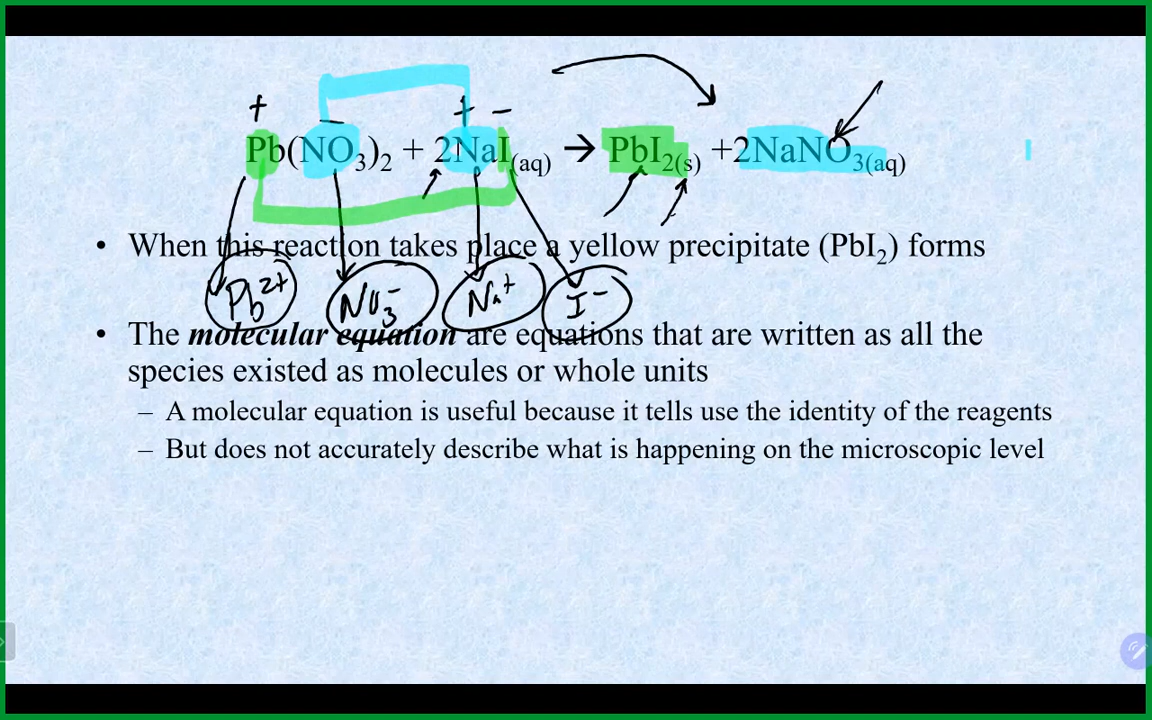 + − + −
Pb(NO₃)₂ + 2NaI(aq) → PbI₂(s) +2NaNO₃(aq)
• When this reaction takes place a yellow precipitate (PbI₂) forms
Pb²⁺ NO₃⁻ Na⁺ I⁻
• The molecular equation are equations that are written as all the
species existed as molecules or whole units
– A molecular equation is useful because it tells use the identity of the reagents
– But does not accurately describe what is happening on the microscopic level